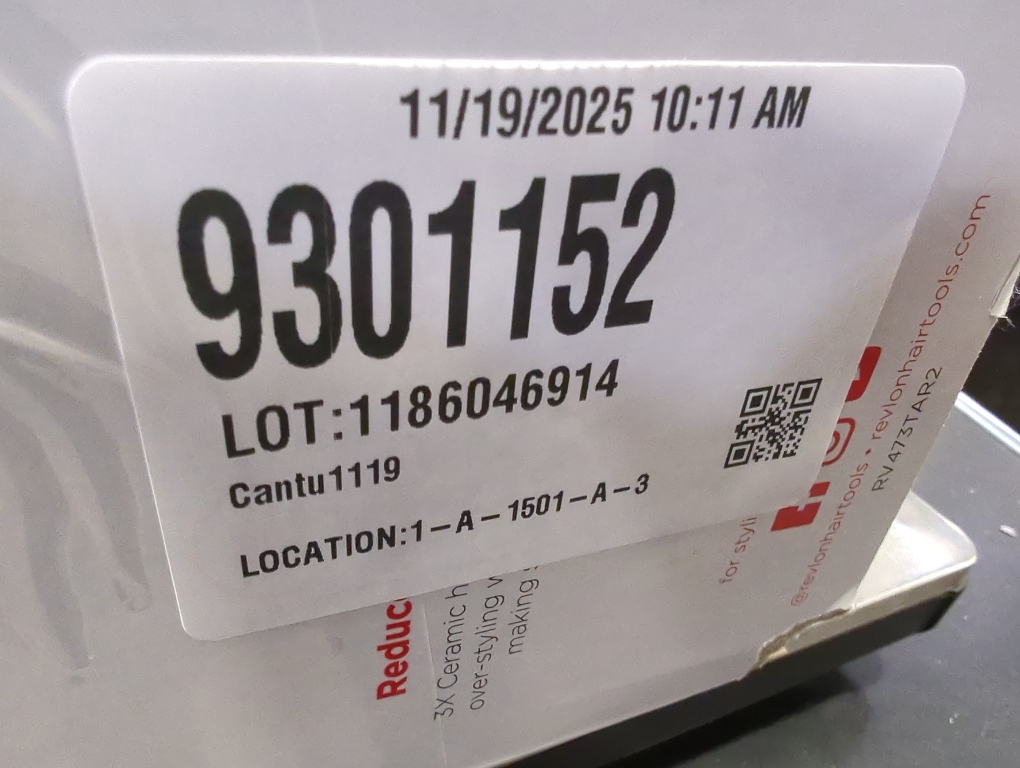 11/19/2025 10:11 AM
9301152
LOT:1186046914
Cantu1119
LOCATION:1-A-1501-A-3
Reduc
3X Ceramic h
over-styling w
making
for styli
@revlonhairtools • revlonhairtools.com
RV473TAR2